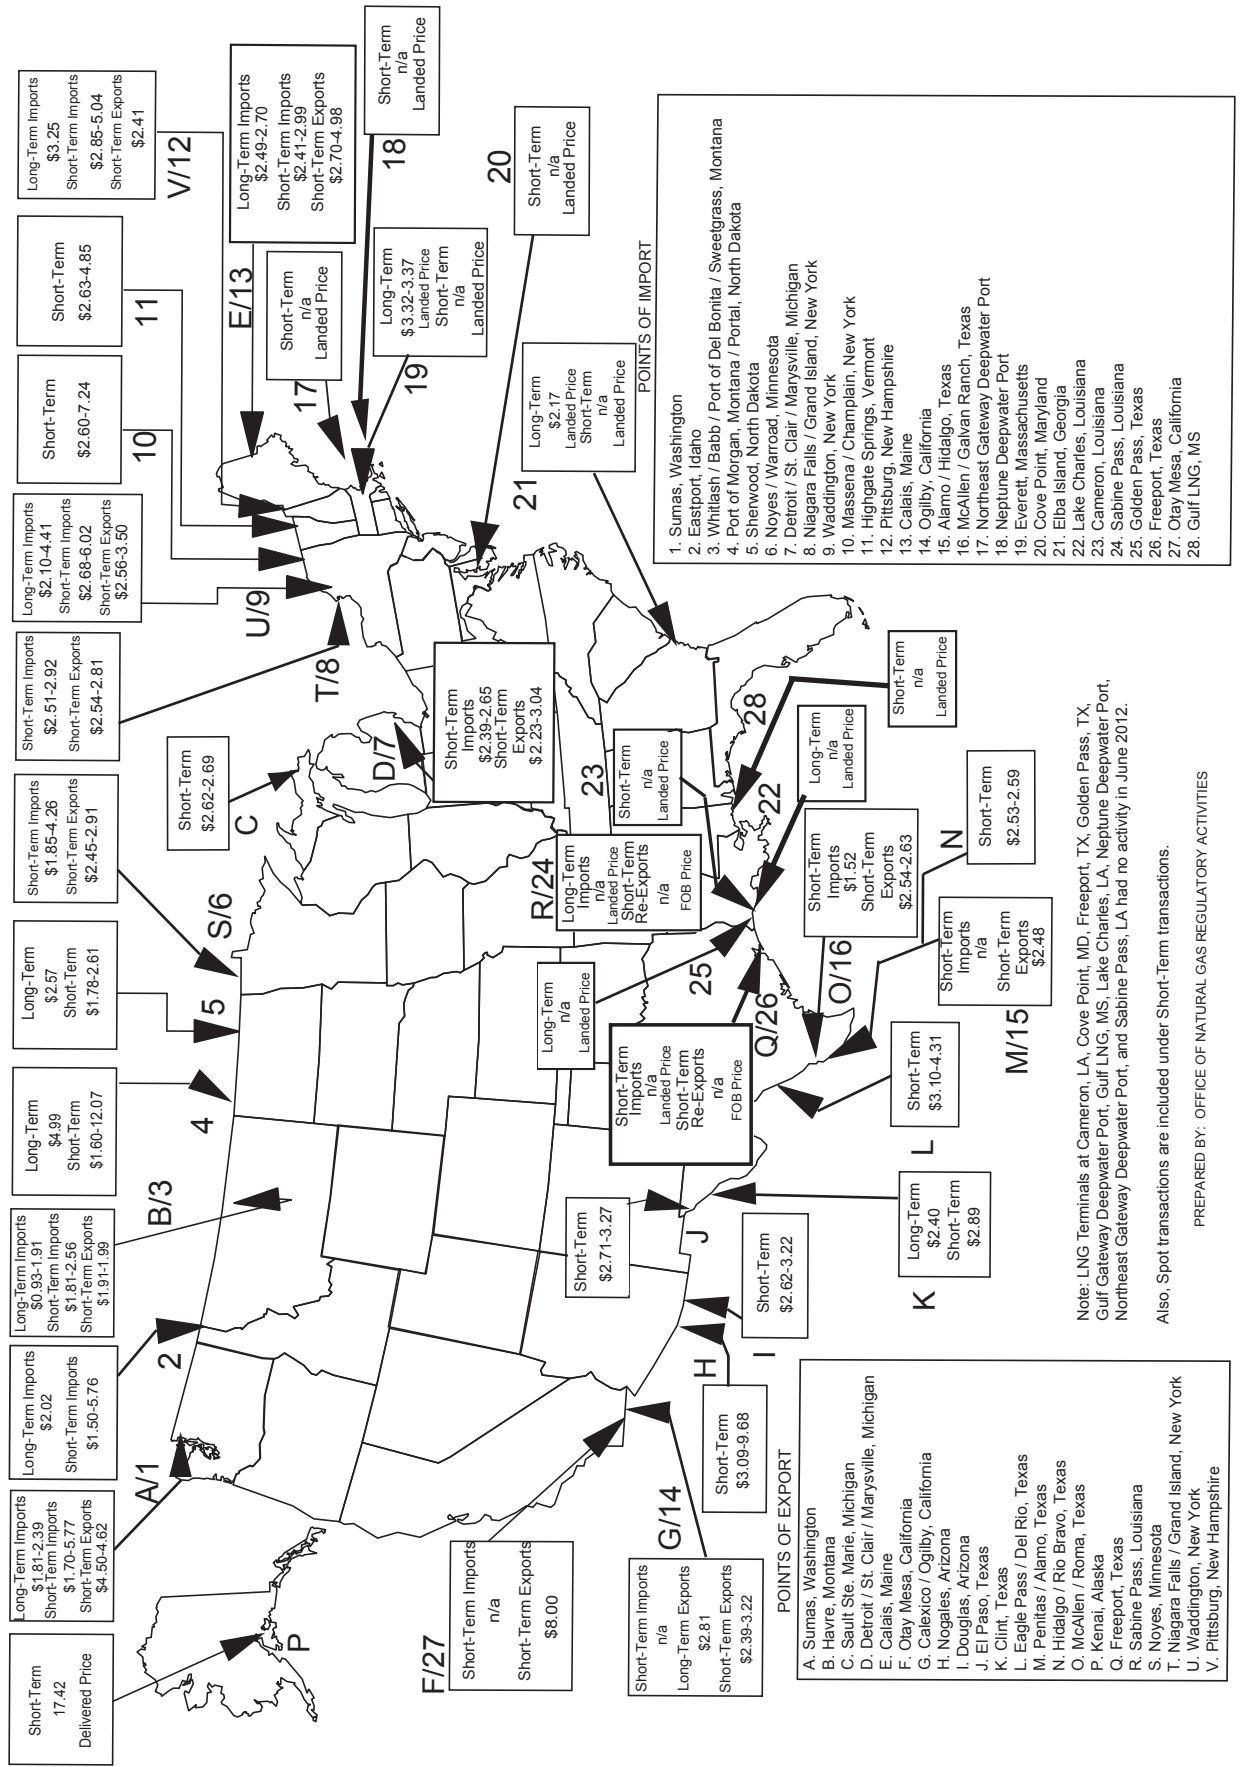 Short-Term
17.42
Delivered Price
P
Long-Term Imports
$1.81-2.39
Short-Term Imports
$1.70-5.77
Short-Term Exports
$4.50-4.62
A/1
Long-Term Imports
$2.02
Short-Term Imports
$1.50-5.76
2
Long-Term Imports
$0.93-1.91
Short-Term Imports
$1.81-2.56
Short-Term Exports
$1.91-1.99
B/3
Long-Term
$4.99
Short-Term
$1.60-12.07
4
Long-Term
$2.57
Short-Term
$1.78-2.61
5
Short-Term Imports
$1.85-4.26
Short-Term Exports
$2.45-2.91
S/6
Short-Term
$2.62-2.69
C
Short-Term Imports
$2.51-2.92
Short-Term Exports
$2.54-2.81
T/8
Long-Term Imports
$2.10-4.41
Short-Term Imports
$2.68-6.02
Short-Term Exports
$2.56-3.50
U/9
Short-Term
$2.60-7.24
10
Short-Term
$2.63-4.85
11
Long-Term Imports
$3.25
Short-Term Imports
$2.85-5.04
Short-Term Exports
$2.41
V/12
Long-Term Imports
$2.49-2.70
Short-Term Imports
$2.41-2.99
Short-Term Exports
$2.70-4.98
E/13
Short-Term
n/a
Landed Price
17
Short-Term
n/a
Landed Price
18
Long-Term
$3.32-3.37
Landed Price
Short-Term
n/a
Landed Price
19
Short-Term
n/a
Landed Price
20
Long-Term
$2.17
Landed Price
Short-Term
n/a
Landed Price
21
D/7
Short-Term
Imports
$2.39-2.65
Short-Term
Exports
$2.23-3.04
23
Short-Term
n/a
Landed Price
R/24
Long-Term
Imports
n/a
Landed Price
Short-Term
Re-Exports
n/a
FOB Price
28
Short-Term
n/a
Landed Price
22
Long-Term
n/a
Landed Price
25
Long-Term
n/a
Landed Price
Q/26
Short-Term
Imports
n/a
Landed Price
Short-Term
Re-Exports
n/a
FOB Price
O/16
Short-Term
Imports
$1.52
Short-Term
Exports
$2.54-2.63
N
Short-Term
$2.53-2.59
M/15
Short-Term
Imports
n/a
Short-Term
Exports
$2.48
L
Short-Term
$3.10-4.31
K
Long-Term
$2.40
Short-Term
$2.89
J
Short-Term
$2.71-3.27
I
Short-Term
$2.62-3.22
H
Short-Term
$3.09-9.68
G/14
Short-Term Imports
n/a
Long-Term Exports
$2.81
Short-Term Exports
$2.39-3.22
F/27
Short-Term Imports
n/a
Short-Term Exports
$8.00
POINTS OF EXPORT
A. Sumas, Washington
B. Havre, Montana
C. Sault Ste. Marie, Michigan
D. Detroit / St. Clair / Marysville, Michigan
E. Calais, Maine
F. Otay Mesa, California
G. Calexico / Ogilby, California
H. Nogales, Arizona
I. Douglas, Arizona
J. El Paso, Texas
K. Clint, Texas
L. Eagle Pass / Del Rio, Texas
M. Penitas / Alamo, Texas
N. Hidalgo / Rio Bravo, Texas
O. McAllen / Roma, Texas
P. Kenai, Alaska
Q. Freeport, Texas
R. Sabine Pass, Louisiana
S. Noyes, Minnesota
T. Niagara Falls / Grand Island, New York
U. Waddington, New York
V. Pittsburg, New Hampshire
POINTS OF IMPORT
1. Sumas, Washington
2. Eastport, Idaho
3. Whitlash / Babb / Port of Del Bonita / Sweetgrass, Montana
4. Port of Morgan, Montana / Portal, North Dakota
5. Sherwood, North Dakota
6. Noyes / Warroad, Minnesota
7. Detroit / St. Clair / Marysville, Michigan
8. Niagara Falls / Grand Island, New York
9. Waddington, New York
10. Massena / Champlain, New York
11. Highgate Springs, Vermont
12. Pittsburg, New Hampshire
13. Calais, Maine
14. Ogilby, California
15. Alamo / Hidalgo, Texas
16. McAllen / Galvan Ranch, Texas
17. Northeast Gateway Deepwater Port
18. Neptune Deepwater Port
19. Everett, Massachusetts
20. Cove Point, Maryland
21. Elba Island, Georgia
22. Lake Charles, Louisiana
23. Cameron, Louisiana
24. Sabine Pass, Louisiana
25. Golden Pass, Texas
26. Freeport, Texas
27. Otay Mesa, California
28. Gulf LNG, MS
Note: LNG Terminals at Cameron, LA, Cove Point, MD, Freeport, TX, Golden Pass, TX,
Gulf Gateway Deepwater Port, Gulf LNG, MS, Lake Charles, LA, Neptune Deepwater Port,
Northeast Gateway Deepwater Port, and Sabine Pass, LA had no activity in June 2012.
Also, Spot transactions are included under Short-Term transactions.
PREPARED BY: OFFICE OF NATURAL GAS REGULATORY ACTIVITIES